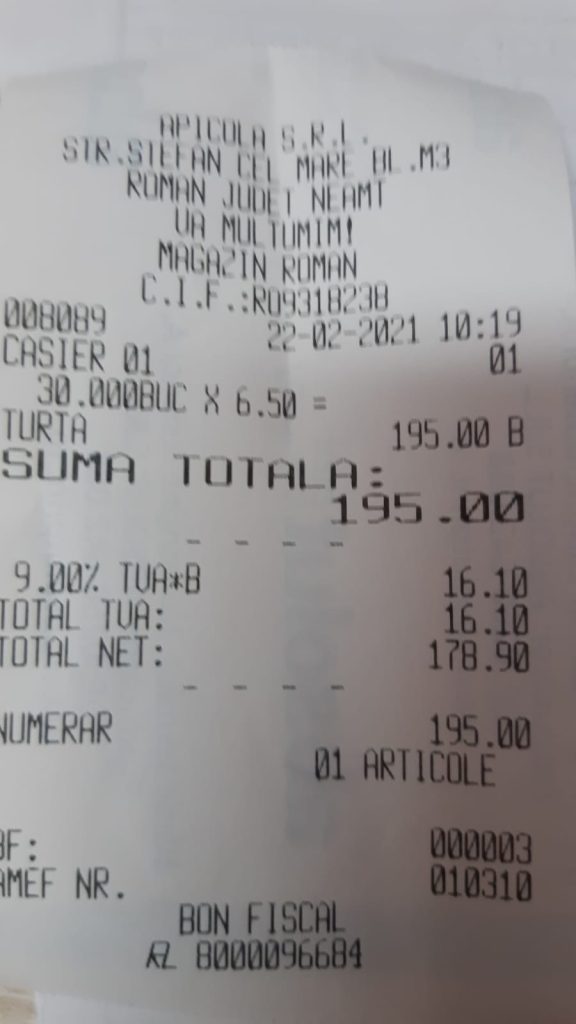 APICOLA S.R.L.
STR.STEFAN CEL MARE BL.M3
ROMAN JUDET NEAMT
VA MULTUMIM!
MAGAZIN ROMAN
C.I.F.:RO9318238
008089 22-02-2021 10:19
CASIER 01 01
30.000BUC X 6.50 =
TURTA 195.00 B
SUMA TOTALA:
195.00
- - - -
9.00% TVA*B 16.10
TOTAL TVA: 16.10
TOTAL NET: 178.90
- - - -
NUMERAR 195.00
01 ARTICOLE
BF: 000003
AMEF NR. 010310
BON FISCAL
8000096684